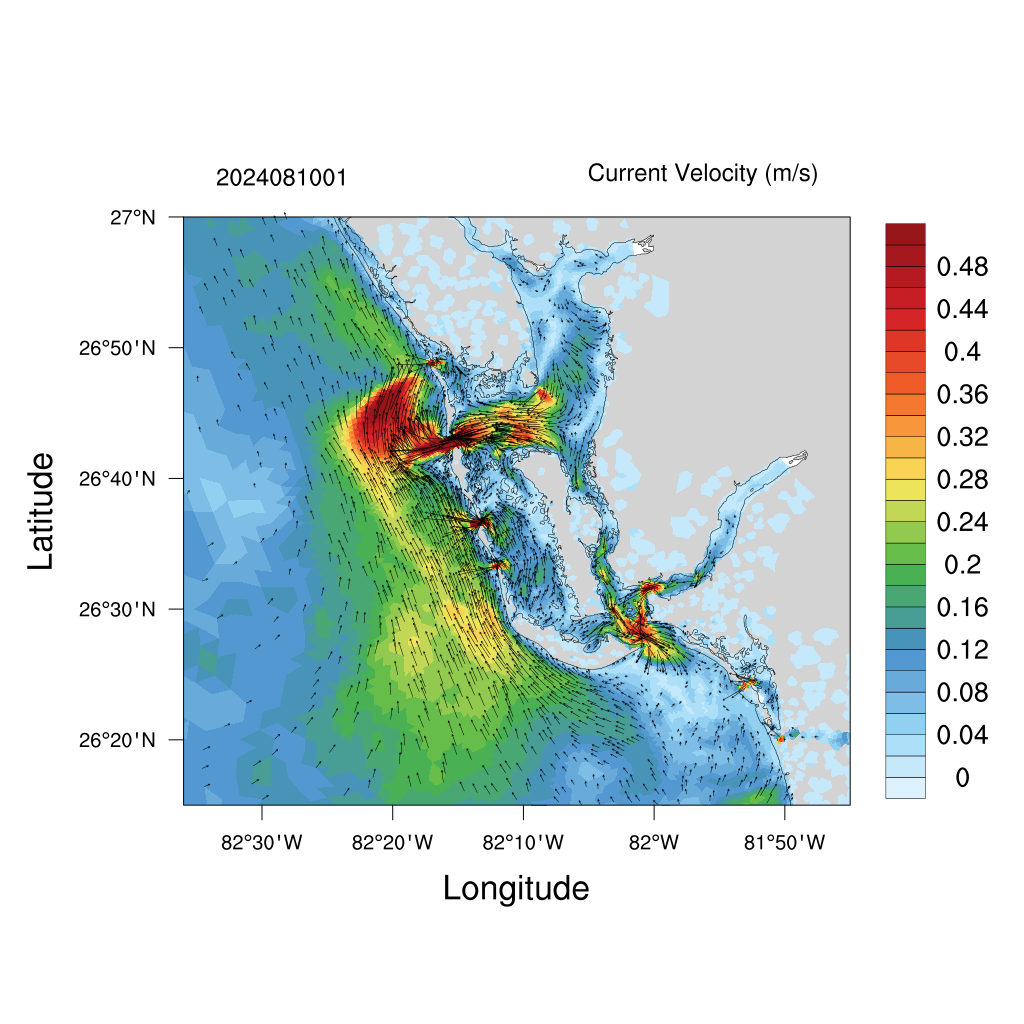 2024081001
Current Velocity (m/s)
27°N
26°50'N
26°40'N
26°30'N
26°20'N
Latitude
82°30'W
82°20'W
82°10'W
82°W
81°50'W
Longitude
0.48
0.44
0.4
0.36
0.32
0.28
0.24
0.2
0.16
0.12
0.08
0.04
0